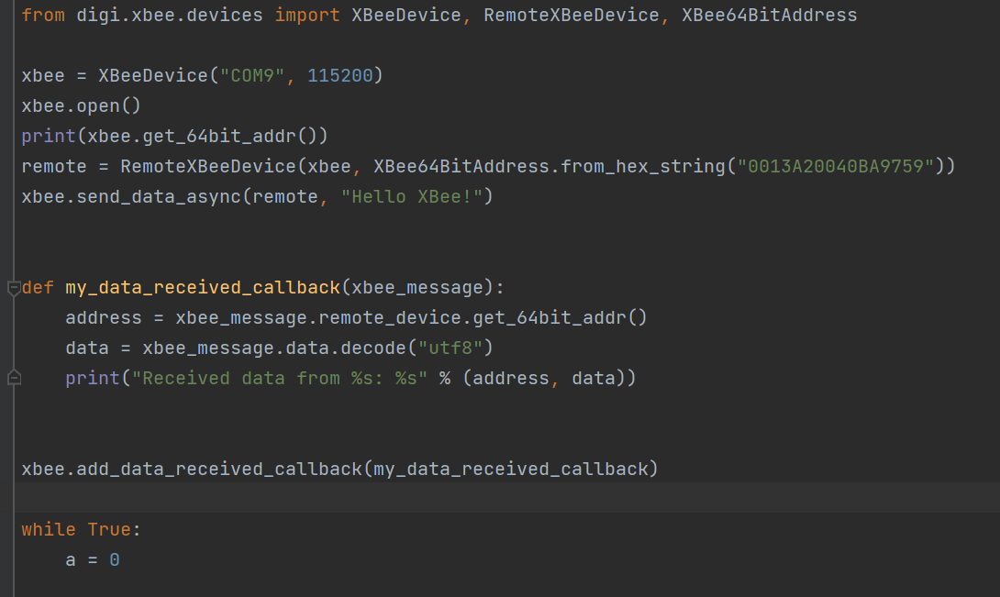 from digi.xbee.devices import XBeeDevice, RemoteXBeeDevice, XBee64BitAddress
xbee = XBeeDevice("COM9", 115200)
xbee.open()
print(xbee.get_64bit_addr())
remote = RemoteXBeeDevice(xbee, XBee64BitAddress.from_hex_string("0013A20040BA9759"))
xbee.send_data_async(remote, "Hello XBee!")
def my_data_received_callback(xbee_message):
    address = xbee_message.remote_device.get_64bit_addr()
    data = xbee_message.data.decode("utf8")
    print("Received data from %s: %s" % (address, data))
xbee.add_data_received_callback(my_data_received_callback)
while True:
    a = 0